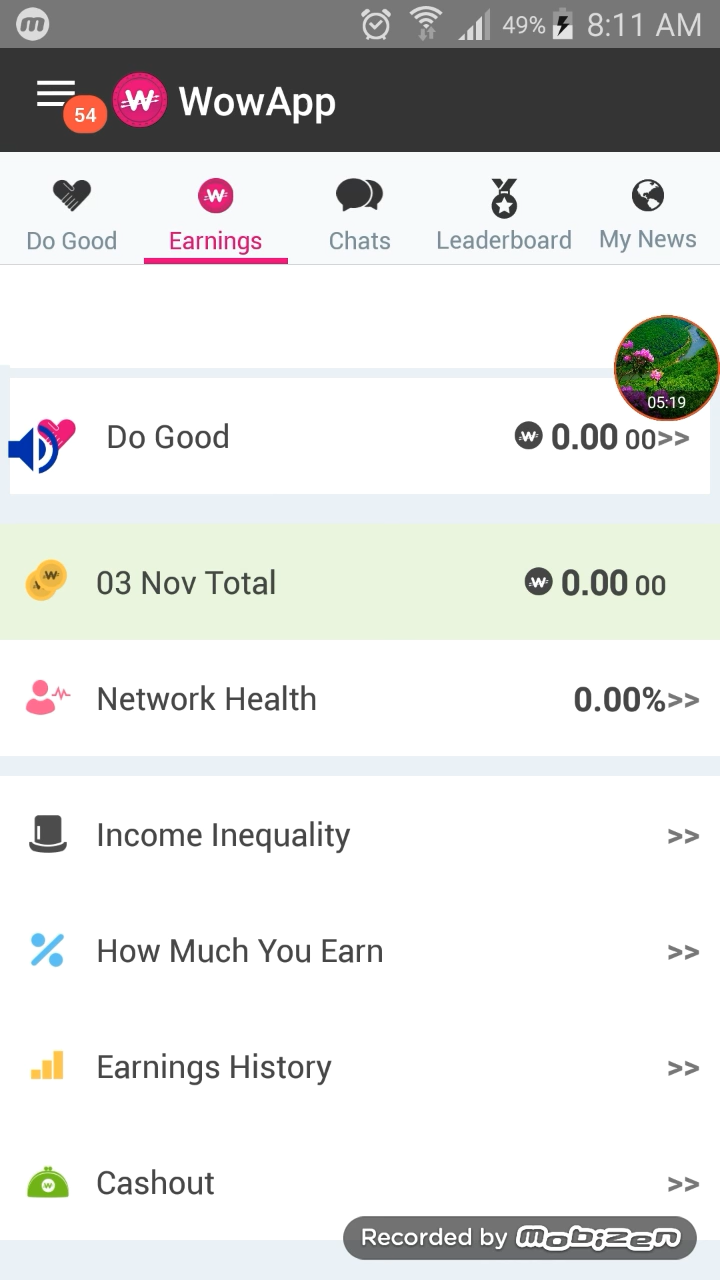 49% 8:11 AM
54 WowApp
Do Good Earnings Chats Leaderboard My News
05:19
Do Good 0.00 00>>
03 Nov Total 0.00 00
Network Health 0.00%>>
Income Inequality >>
How Much You Earn >>
Earnings History >>
Cashout >>
Recorded by mobizen